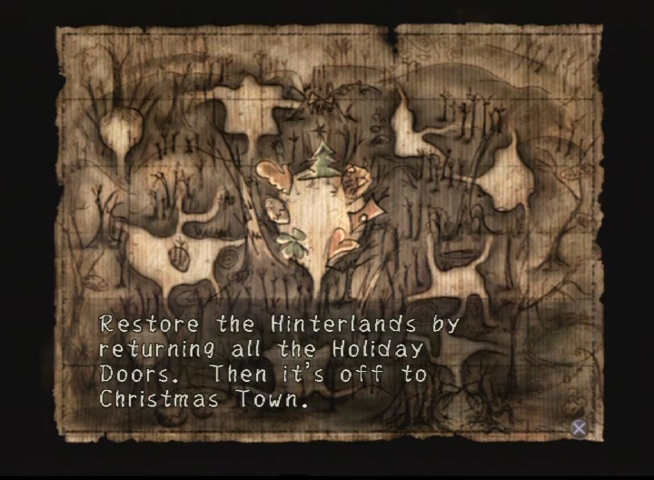 Restore the Hinterlands by
returning all the Holiday
Doors.  Then it's off to
Christmas Town.